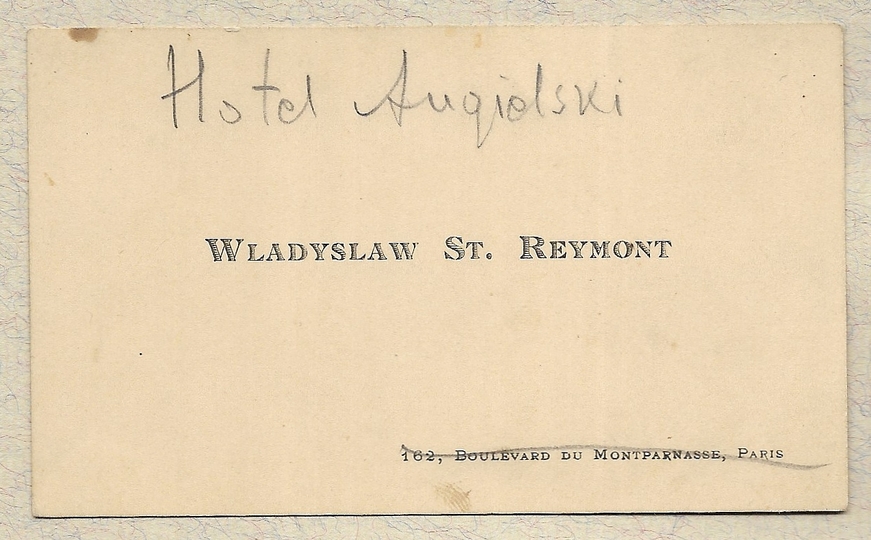 Hotel Angielski
WLADYSLAW ST. REYMONT
162, BOULEVARD DU MONTPARNASSE, PARIS